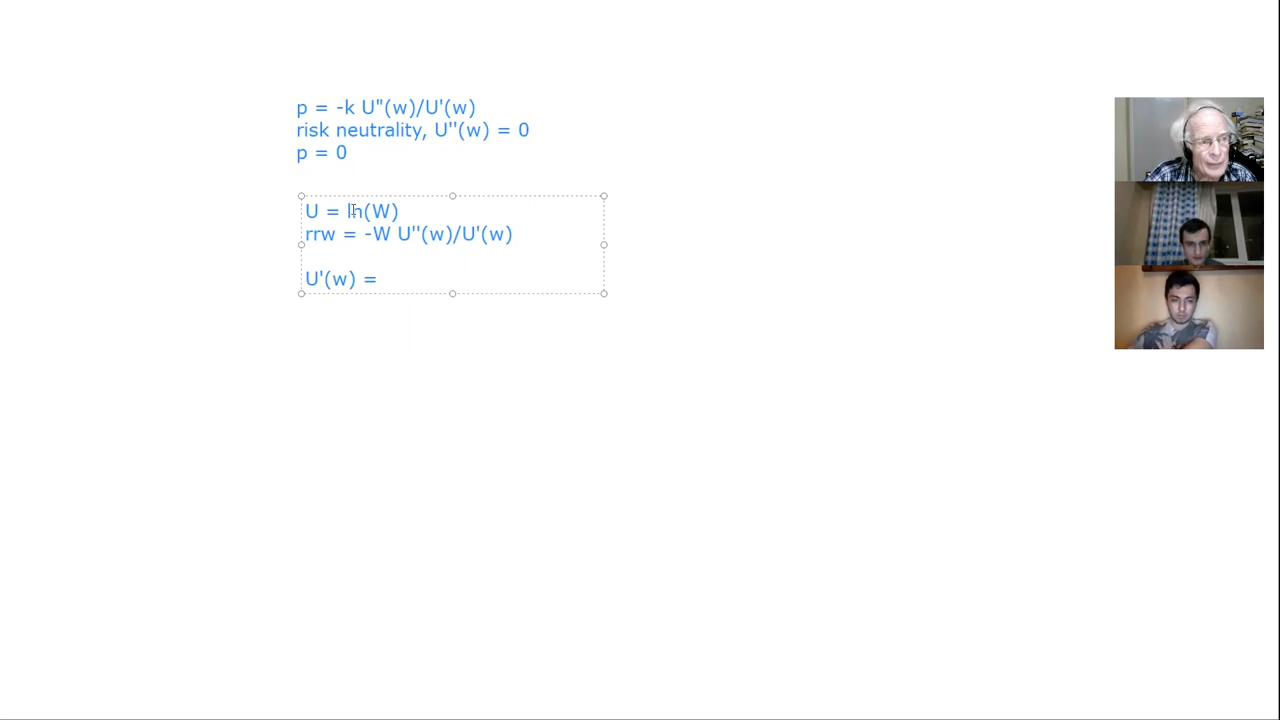 p = -k U"(w)/U'(w)
risk neutrality, U''(w) = 0
p = 0
U = ln(W)
rrw = -W U''(w)/U'(w)
U'(w) =